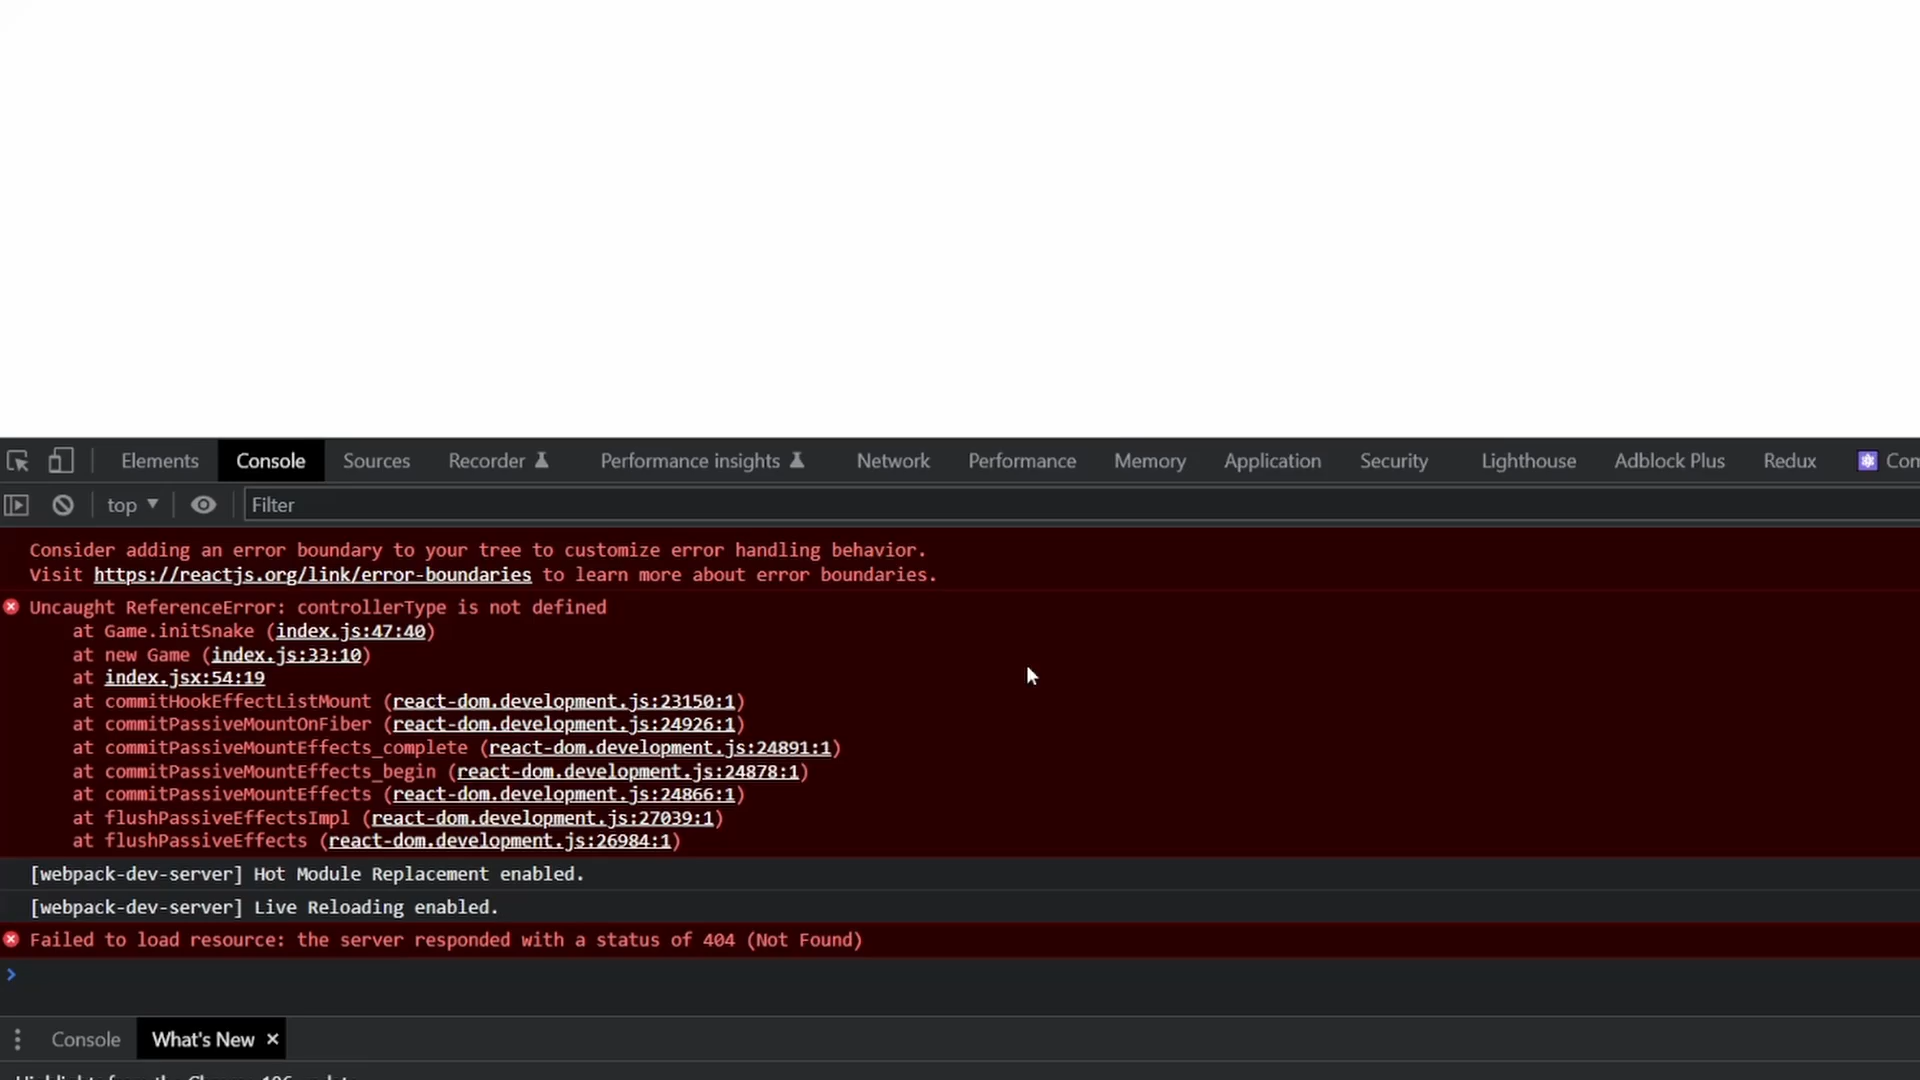 Elements Console Sources Recorder Performance insights Network Performance Memory Application Security Lighthouse Adblock Plus Redux
top Filter
Consider adding an error boundary to your tree to customize error handling behavior.
Visit https://reactjs.org/link/error-boundaries to learn more about error boundaries.
Uncaught ReferenceError: controllerType is not defined
at Game.initSnake (index.js:47:40)
at new Game (index.js:33:10)
at index.jsx:54:19
at commitHookEffectListMount (react-dom.development.js:23150:1)
at commitPassiveMountOnFiber (react-dom.development.js:24926:1)
at commitPassiveMountEffects_complete (react-dom.development.js:24891:1)
at commitPassiveMountEffects_begin (react-dom.development.js:24878:1)
at commitPassiveMountEffects (react-dom.development.js:24866:1)
at flushPassiveEffectsImpl (react-dom.development.js:27039:1)
at flushPassiveEffects (react-dom.development.js:26984:1)
[webpack-dev-server] Hot Module Replacement enabled.
[webpack-dev-server] Live Reloading enabled.
Failed to load resource: the server responded with a status of 404 (Not Found)
Console What's New